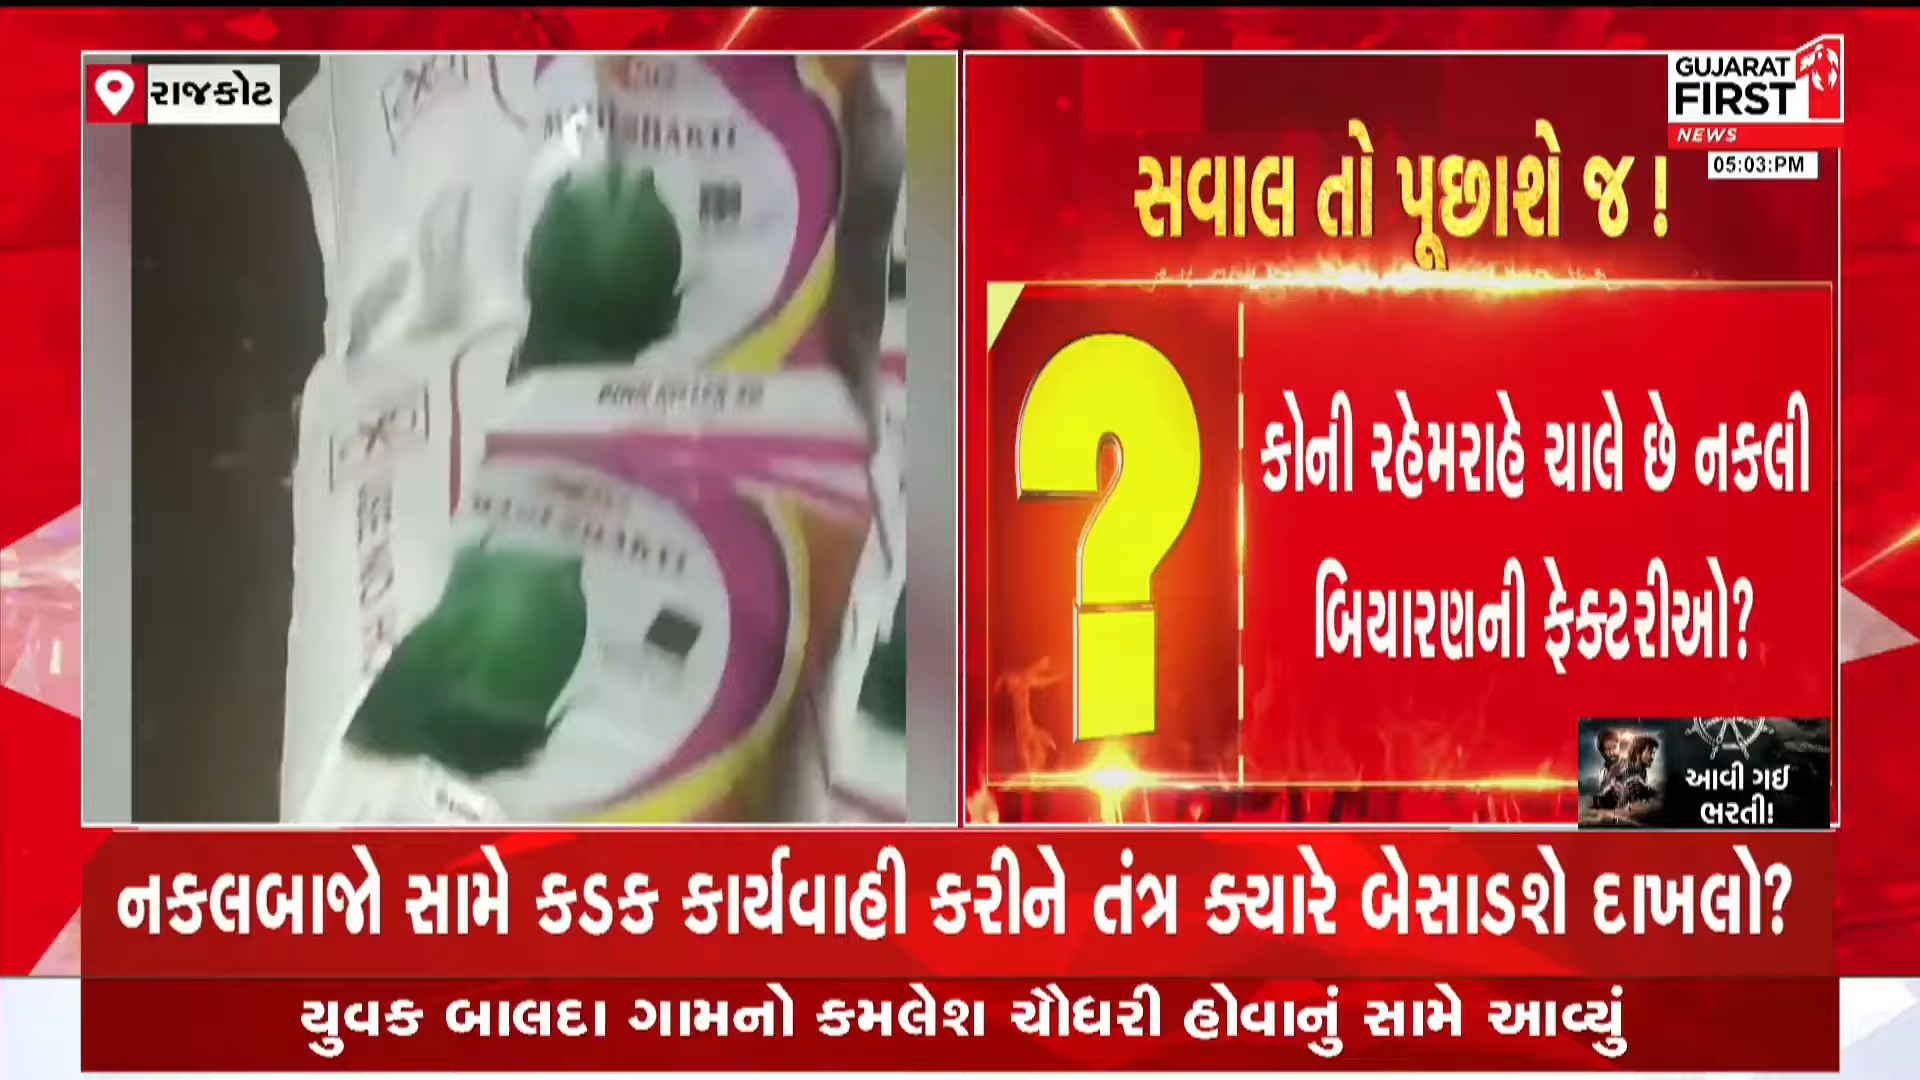 રાજકોટ
GUJARAT
FIRST
NEWS
05:03:PM
સવાલ તો પૂછાશે જ !
કોની રહેમરાહે ચાલે છે નકલી
બિયારણની ફેક્ટરીઓ?
આવી ગઈ
ભરતી!
નકલબાજો સામે કડક કાર્યવાહી કરીને તંત્ર ક્યારે બેસાડશે દાખલો?
યુવક બાલદા ગામનો કમલેશ ચૌધરી હોવાનું સામે આવ્યું